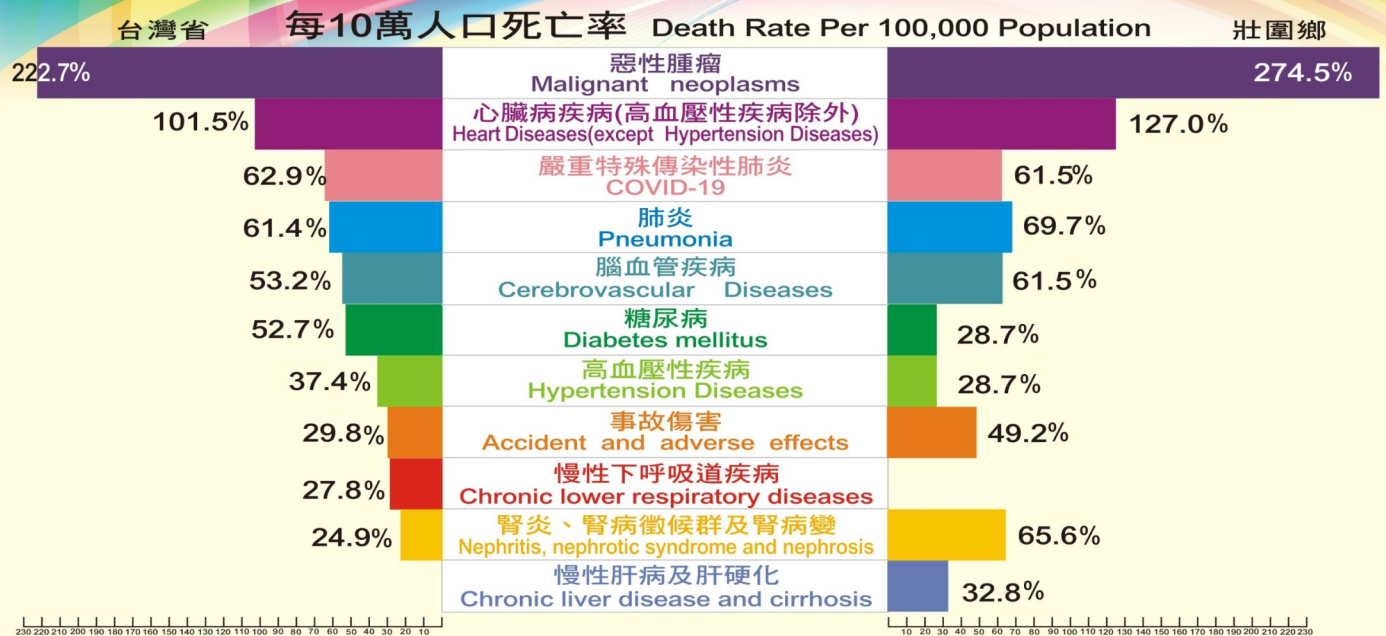 台灣省 每10萬人口死亡率 Death Rate Per 100,000 Population 壯圍鄉
222.7% 惡性腫瘤 274.5%
Malignant neoplasms
101.5% 心臟病疾病(高血壓性疾病除外) 127.0%
Heart Diseases(except Hypertension Diseases)
62.9% 嚴重特殊傳染性肺炎 61.5%
COVID-19
61.4% 肺炎 69.7%
Pneumonia
53.2% 腦血管疾病 61.5%
Cerebrovascular Diseases
52.7% 糖尿病 28.7%
Diabetes mellitus
37.4% 高血壓性疾病 28.7%
Hypertension Diseases
29.8% 事故傷害 49.2%
Accident and adverse effects
27.8% 慢性下呼吸道疾病
Chronic lower respiratory diseases
24.9% 腎炎、腎病徵候群及腎病變 65.6%
Nephritis, nephrotic syndrome and nephrosis
慢性肝病及肝硬化 32.8%
Chronic liver disease and cirrhosis
230 220 210 200 190 180 170 160 150 140 130 120 110 100 90 80 70 60 50 40 30 20 10 10 20 30 40 50 60 70 80 90 100 110 120 130 140 150 160 170 180 190 200 210 220 230